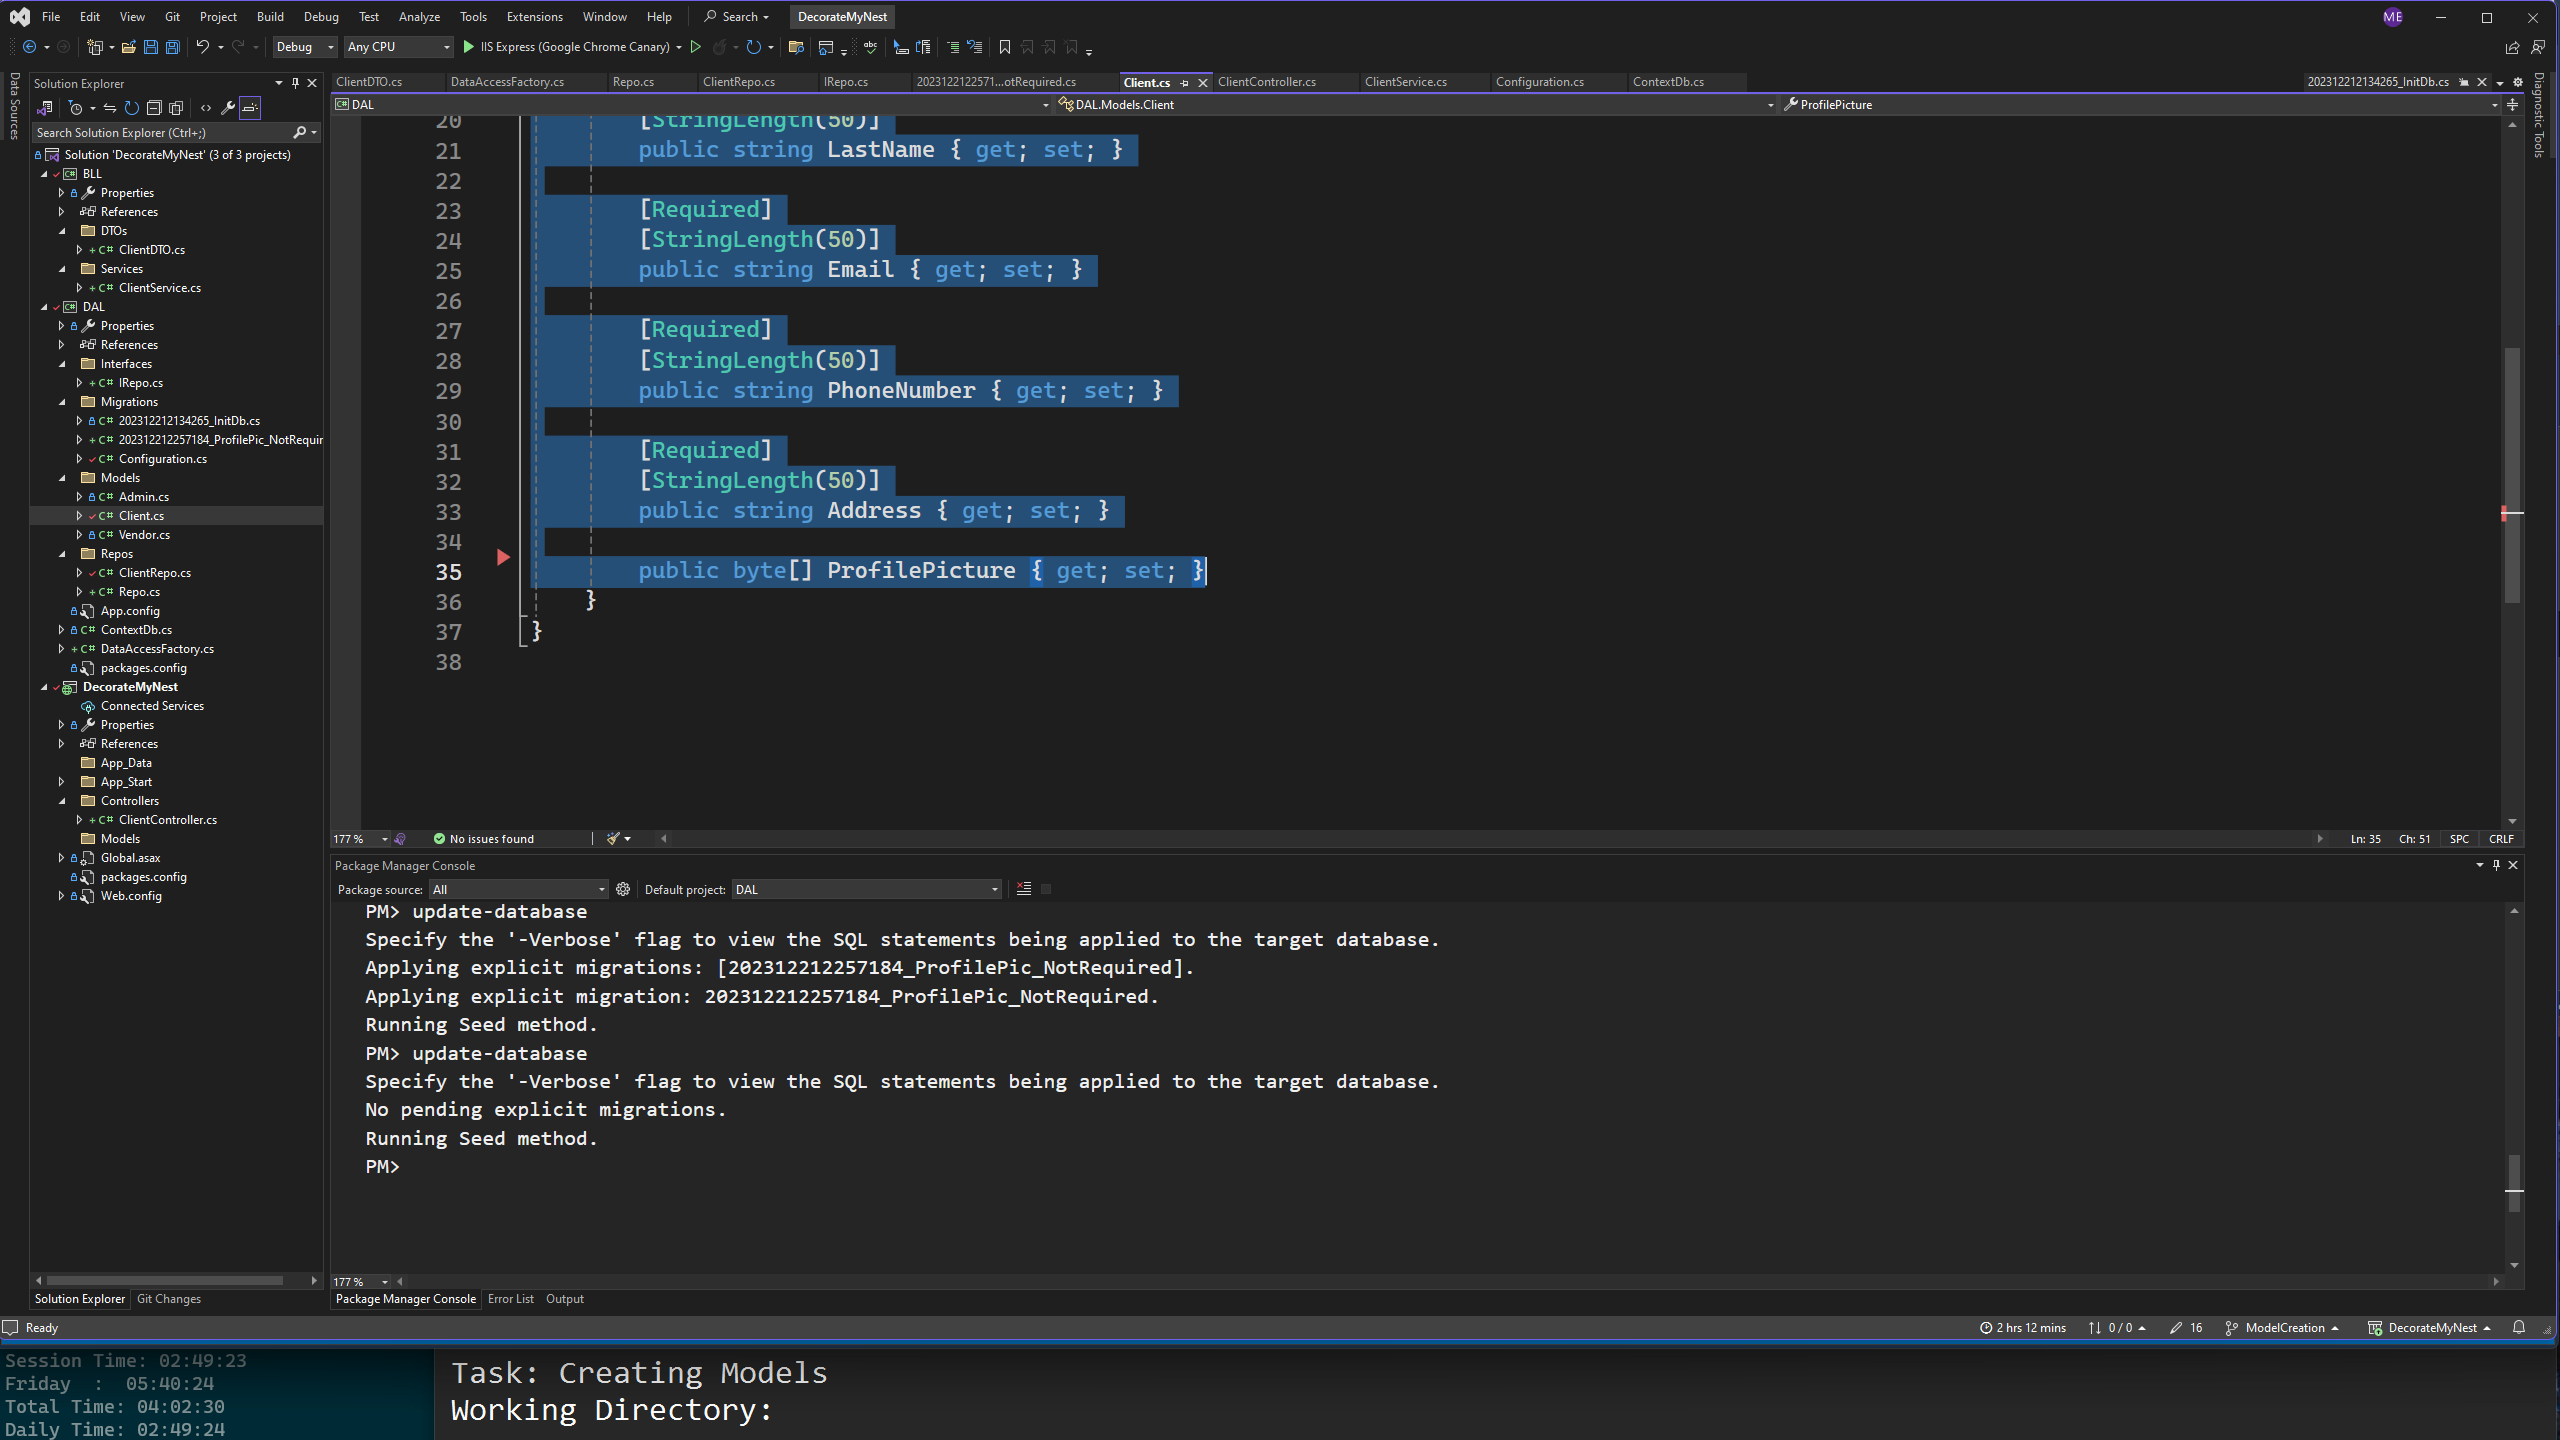 File Edit View Git Project Build Debug Test Analyze Tools Extensions Window Help Search DecorateMyNest ME
Debug Any CPU IIS Express (Google Chrome Canary)
Data Sources
Solution Explorer
Search Solution Explorer (Ctrl+;)
Solution 'DecorateMyNest' (3 of 3 projects)
BLL
Properties
References
DTOs
C# ClientDTO.cs
Services
C# ClientService.cs
DAL
Properties
References
Interfaces
C# IRepo.cs
Migrations
C# 202312212134265_InitDb.cs
C# 202312212257184_ProfilePic_NotRequir
C# Configuration.cs
Models
C# Admin.cs
C# Client.cs
C# Vendor.cs
Repos
C# ClientRepo.cs
C# Repo.cs
App.config
C# ContextDb.cs
C# DataAccessFactory.cs
packages.config
DecorateMyNest
Connected Services
Properties
References
App_Data
App_Start
Controllers
C# ClientController.cs
Models
Global.asax
packages.config
Web.config
Solution Explorer Git Changes
ClientDTO.cs DataAccessFactory.cs Repo.cs ClientRepo.cs IRepo.cs 2023122122571...otRequired.cs Client.cs ClientController.cs ClientService.cs Configuration.cs ContextDb.cs 202312212134265_InitDb.cs
DAL DAL.Models.Client ProfilePicture
20 [StringLength(50)]
21 public string LastName { get; set; }
22
23 [Required]
24 [StringLength(50)]
25 public string Email { get; set; }
26
27 [Required]
28 [StringLength(50)]
29 public string PhoneNumber { get; set; }
30
31 [Required]
32 [StringLength(50)]
33 public string Address { get; set; }
34
35 public byte[] ProfilePicture { get; set; }
36 }
37 }
38
Diagnostic Tools
177 % No issues found Ln: 35 Ch: 51 SPC CRLF
Package Manager Console
Package source: All Default project: DAL
PM> update-database
Specify the '-Verbose' flag to view the SQL statements being applied to the target database.
Applying explicit migrations: [202312212257184_ProfilePic_NotRequired].
Applying explicit migration: 202312212257184_ProfilePic_NotRequired.
Running Seed method.
PM> update-database
Specify the '-Verbose' flag to view the SQL statements being applied to the target database.
No pending explicit migrations.
Running Seed method.
PM>
177 %
Package Manager Console Error List Output
Ready 2 hrs 12 mins 0 / 0 16 ModelCreation DecorateMyNest
Session Time: 02:49:23
Friday : 05:40:24
Total Time: 04:02:30
Daily Time: 02:49:24
Task: Creating Models
Working Directory: